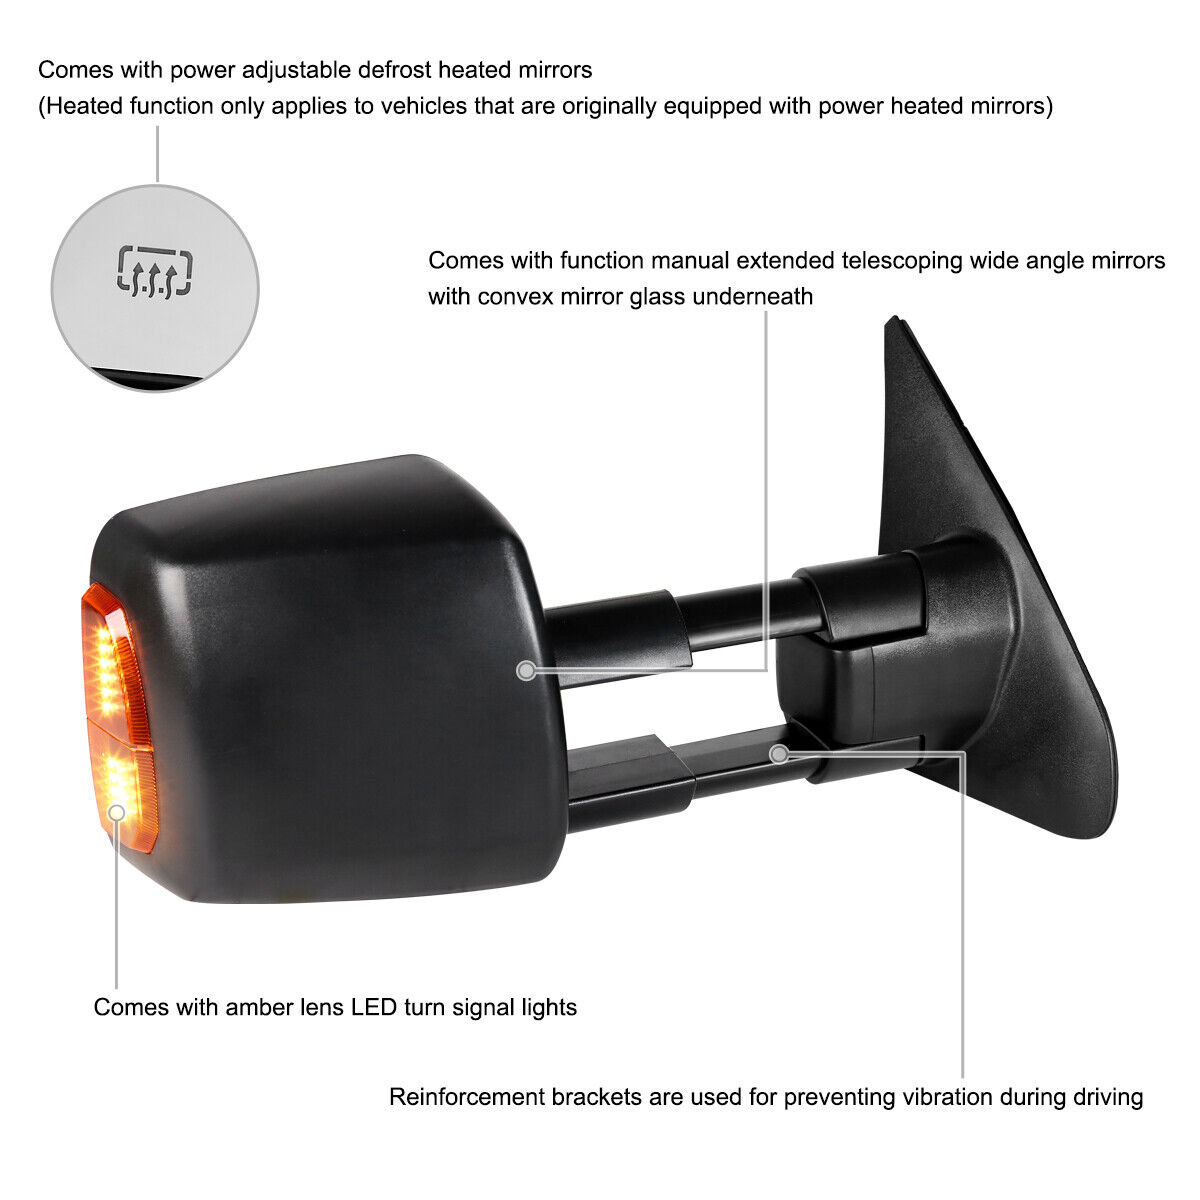 Comes with power adjustable defrost heated mirrors
(Heated function only applies to vehicles that are originally equipped with power heated mirrors)
Comes with function manual extended telescoping wide angle mirrors
with convex mirror glass underneath
Comes with amber lens LED turn signal lights
Reinforcement brackets are used for preventing vibration during driving